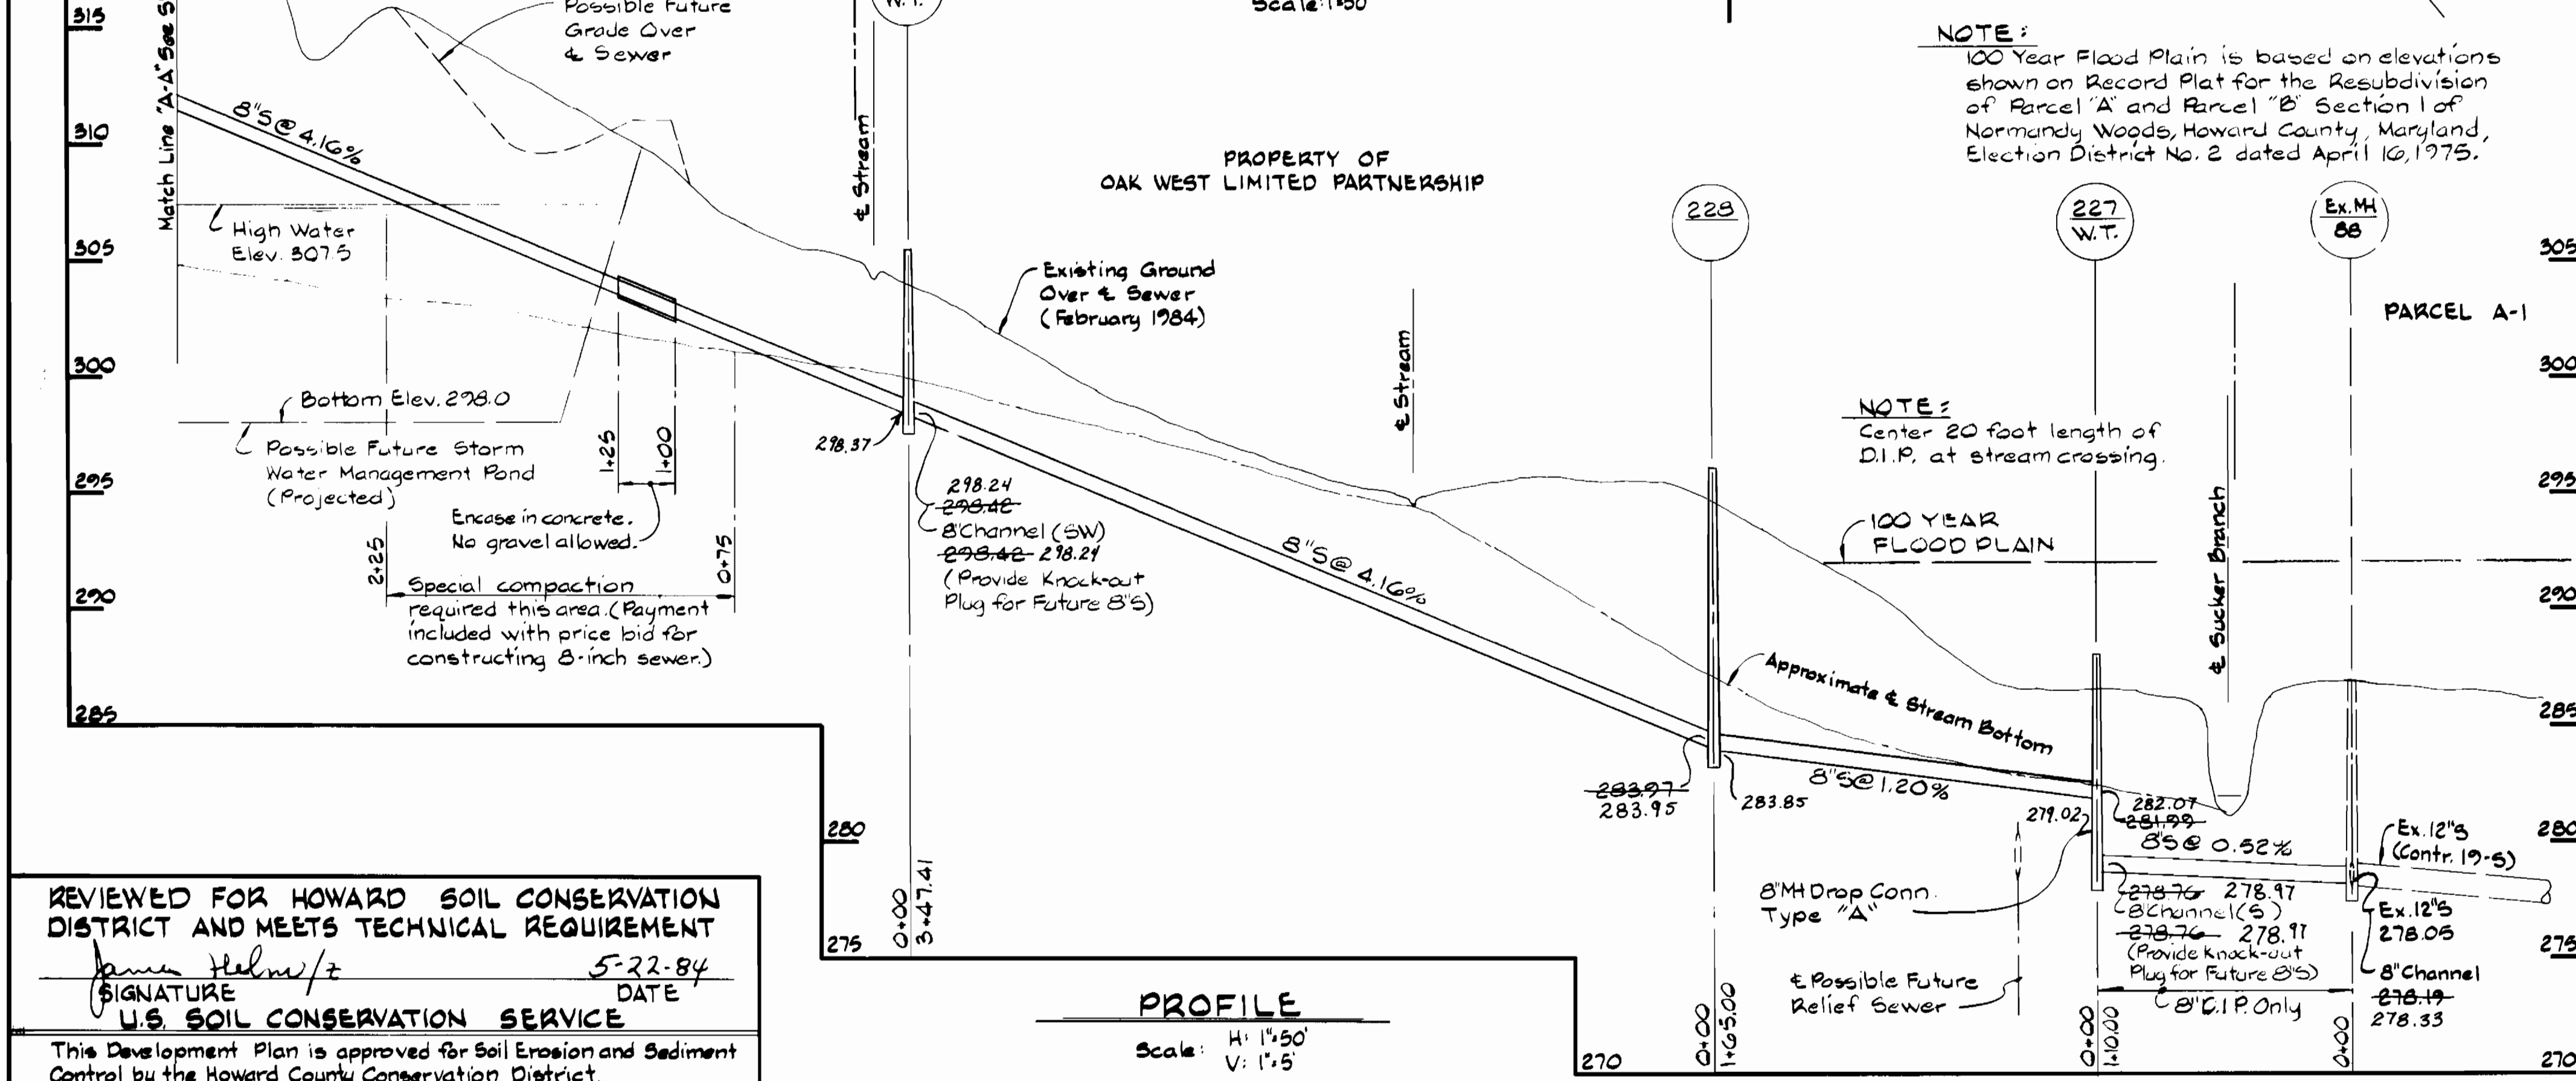 315
310
305
300
295
290
285
Match Line "A-A" See S
Possible Future
Grade Over
℄ Sewer
8"S @ 4.16%
High Water
Elev. 307.5
Bottom Elev. 298.0
Possible Future Storm
Water Management Pond
(Projected)
1+25
1+00
Encase in concrete.
No gravel allowed.
2+25
0+75
Special compaction
required this area. (Payment
included with price bid for
constructing 8-inch sewer.)
W.T.
℄ Stream
Scale: 1"=50'
PROPERTY OF
OAK WEST LIMITED PARTNERSHIP
Existing Ground
Over ℄ Sewer
(February 1984)
298.37
298.24
298.42
8"Channel (SW)
298.42 298.24
(Provide Knock-out
Plug for Future 8"S)
℄ Stream
8"S @ 4.16%
NOTE:
100 Year Flood Plain is based on elevations
shown on Record Plat for the Resubdivision
of Parcel "A" and Parcel "B" Section 1 of
Normandy Woods, Howard County, Maryland,
Election District No. 2 dated April 16, 1975.
228
227
W.T.
Ex. MH
88
PARCEL A-1
NOTE:
Center 20 foot length of
D.I.P. at stream crossing.
100 YEAR
FLOOD PLAIN
℄ Sucker Branch
Approximate ℄ Stream Bottom
283.97
283.95
283.85
8"S @ 1.20%
279.02
282.07
281.99
8"S @ 0.52%
Ex. 12"S
(Contr. 19-S)
8"MH Drop Conn.
Type "A"
278.76 278.97
8"Channel (S)
278.76 278.97
(Provide Knock-out
Plug for Future 8"S)
Ex. 12"S
278.05
8"Channel
278.19
278.33
℄ Possible Future
Relief Sewer
8"C.I.P. Only
305
300
295
290
285
280
275
270
280
275
270
0+00
3+47.41
0+00
1+65.00
0+00
1+10.00
0+00
PROFILE
Scale: H: 1"=50'
V: 1"=5'
REVIEWED FOR HOWARD SOIL CONSERVATION
DISTRICT AND MEETS TECHNICAL REQUIREMENT
5-22-84
SIGNATURE DATE
U.S. SOIL CONSERVATION SERVICE
This Development Plan is approved for Soil Erosion and Sediment
Control by the Howard County Conservation District.